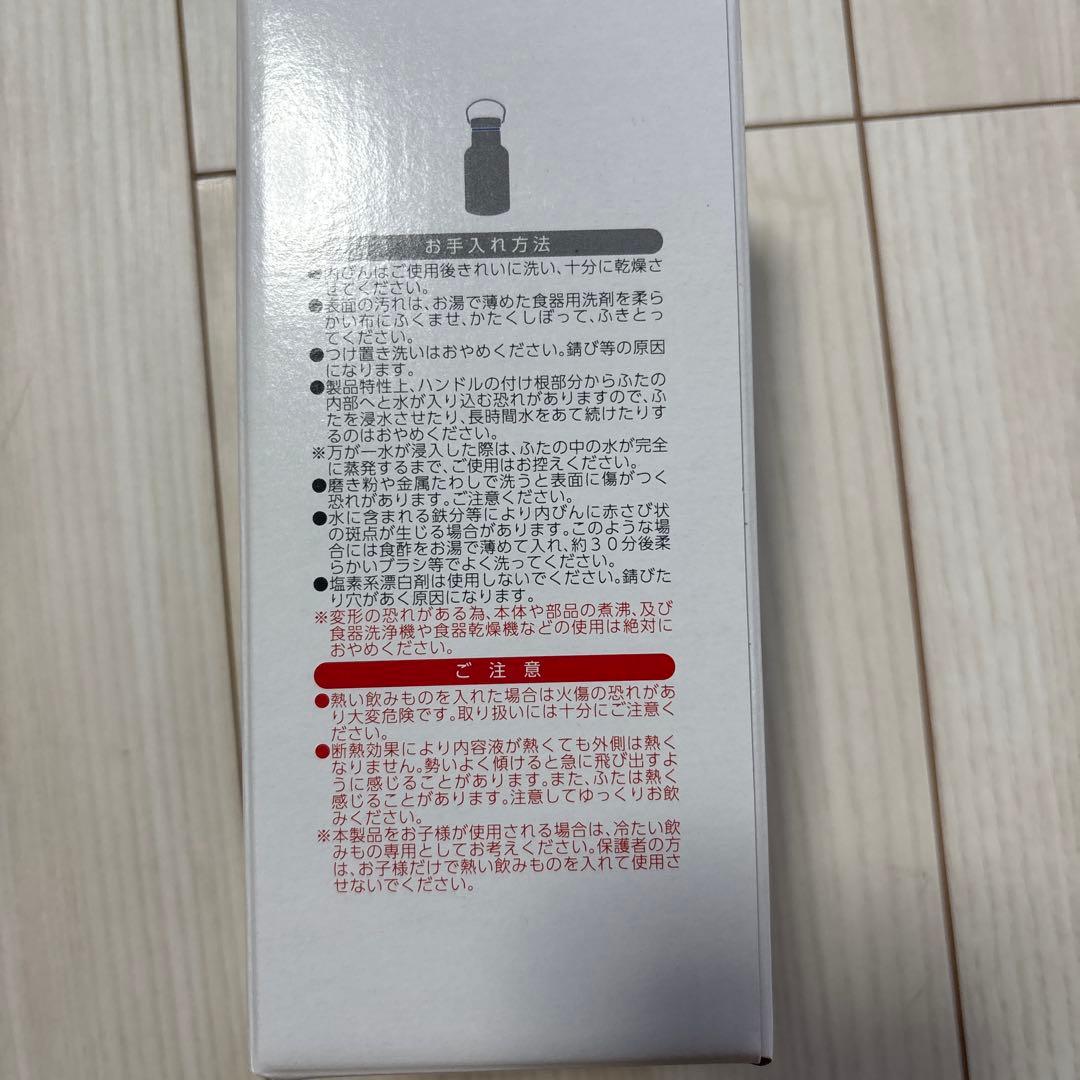 お手入れ方法
●内びんはご使用後きれいに洗い、十分に乾燥さ
せてください。
●表面の汚れは、お湯で薄めた食器用洗剤を柔ら
かい布にふくませ、かたくしぼって、ふきとっ
てください。
●つけ置き洗いはおやめください。錆び等の原因
になります。
●製品特性上、ハンドルの付け根部分からふたの
内部へと水が入り込む恐れがありますので、ふ
たを浸水させたり、長時間水をあて続けたりす
るのはおやめください。
※万が一水が浸入した際は、ふたの中の水が完全
に蒸発するまで、ご使用はお控えください。
●磨き粉や金属たわしで洗うと表面に傷がつく
恐れがあります。ご注意ください。
●水に含まれる鉄分等により内びんに赤さび状
の斑点が生じる場合があります。このような場
合には食酢をお湯で薄めて入れ、約30分後柔
らかいブラシ等でよく洗ってください。
●塩素系漂白剤は使用しないでください。錆びた
り穴があく原因になります。
※変形の恐れがある為、本体や部品の煮沸、及び
食器洗浄機や食器乾燥機などの使用は絶対に
おやめください。
ご注意
●熱い飲みものを入れた場合は火傷の恐れがあ
り大変危険です。取り扱いには十分にご注意く
ださい。
●断熱効果により内容液が熱くても外側は熱く
なりません。勢いよく傾けると急に飛び出すよ
うに感じることがあります。また、ふたは熱く
感じることがあります。注意してゆっくりお飲
みください。
※本製品をお子様が使用される場合は、冷たい飲
みもの専用としてお考えください。保護者の方
は、お子様だけで熱い飲みものを入れて使用さ
せないでください。